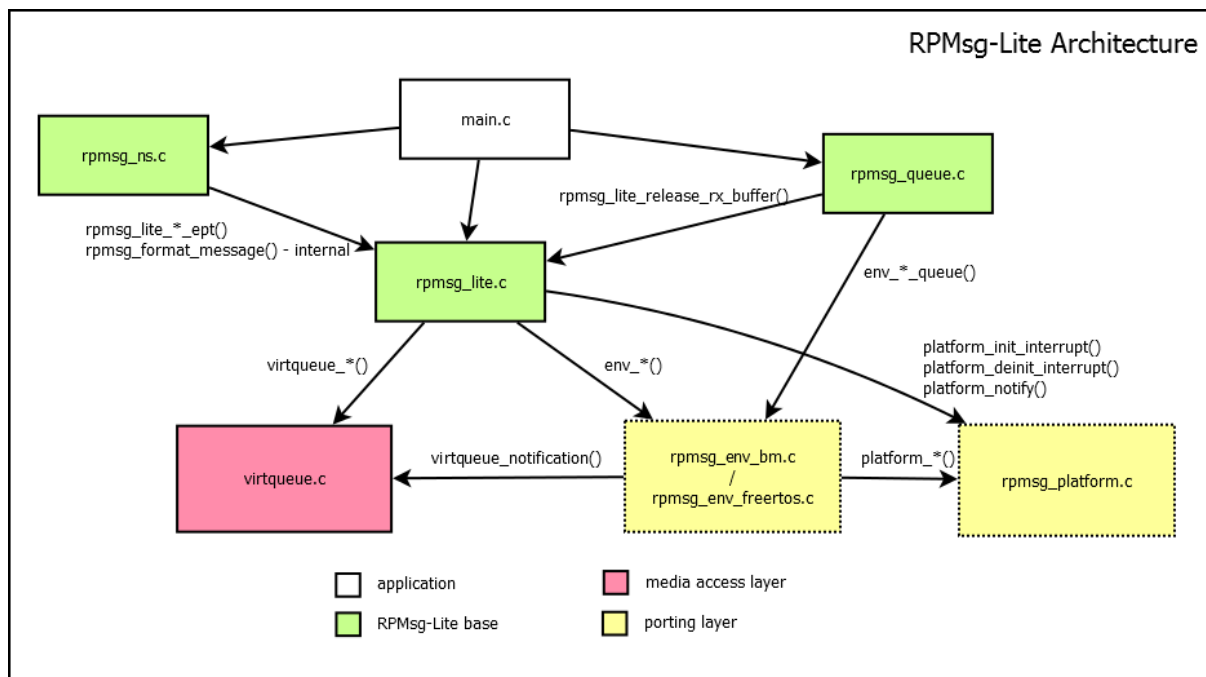 RPMsg-Lite Architecture
main.c
rpmsg_ns.c
rpmsg_queue.c
rpmsg_lite_release_rx_buffer()
rpmsg_lite_*_ept()
rpmsg_format_message() - internal
rpmsg_lite.c
env_*_queue()
virtqueue_*()
env_*()
platform_init_interrupt()
platform_deinit_interrupt()
platform_notify()
virtqueue.c
virtqueue_notification()
rpmsg_env_bm.c
/
rpmsg_env_freertos.c
platform_*()
rpmsg_platform.c
application
media access layer
RPMsg-Lite base
porting layer